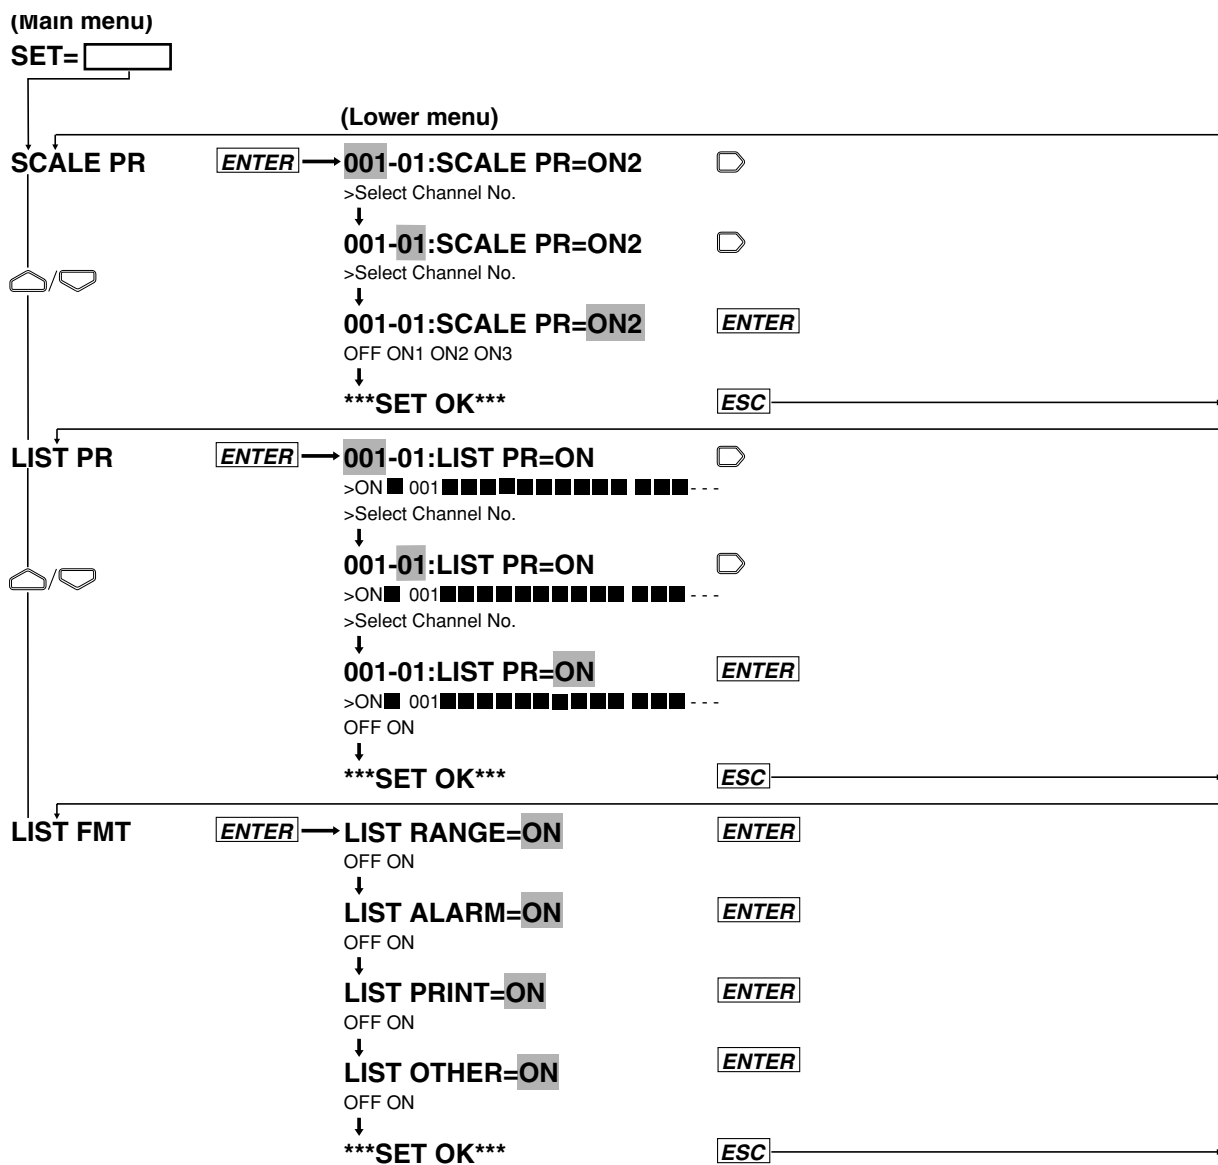 (Main menu)
SET=
(Lower menu)
SCALE PR ENTER 001-01:SCALE PR=ON2
>Select Channel No.
001-01:SCALE PR=ON2
>Select Channel No.
/
001-01:SCALE PR=ON2 ENTER
OFF ON1 ON2 ON3
***SET OK*** ESC
LIST PR ENTER 001-01:LIST PR=ON
>ON■ 001■■■■■■■■■■ ■■■---
>Select Channel No.
001-01:LIST PR=ON
/
>ON■ 001■■■■■■■■■■ ■■■---
>Select Channel No.
001-01:LIST PR=ON ENTER
>ON■ 001■■■■■■■■■■ ■■■---
OFF ON
***SET OK*** ESC
LIST FMT ENTER LIST RANGE=ON ENTER
OFF ON
LIST ALARM=ON ENTER
OFF ON
LIST PRINT=ON ENTER
OFF ON
LIST OTHER=ON ENTER
OFF ON
***SET OK*** ESC